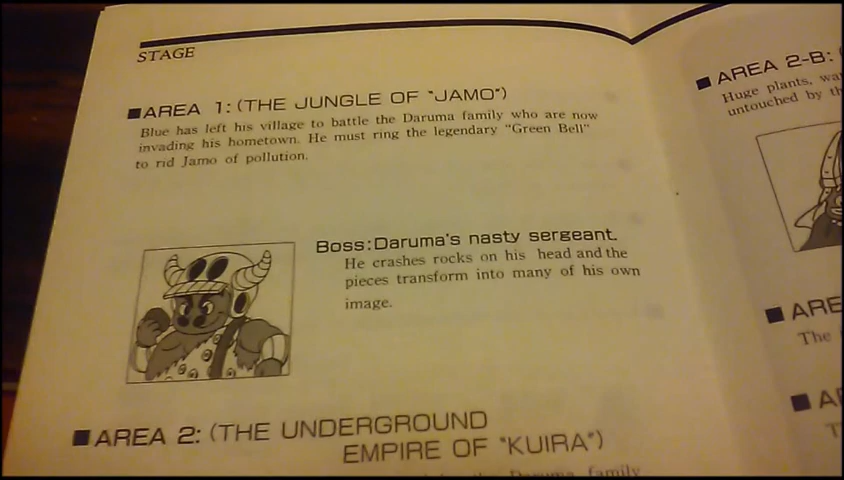 STAGE
■AREA 1: (THE JUNGLE OF "JAMO")
Blue has left his village to battle the Daruma family who are now
invading his hometown. He must ring the legendary "Green Bell"
to rid Jamo of pollution.
Boss:Daruma's nasty sergeant.
He crashes rocks on his head and the
pieces transform into many of his own
image.
■AREA 2: (THE UNDERGROUND
EMPIRE OF "KUIRA")
Daruma family
■AREA 2-B:
Huge plants,
untouched by
The